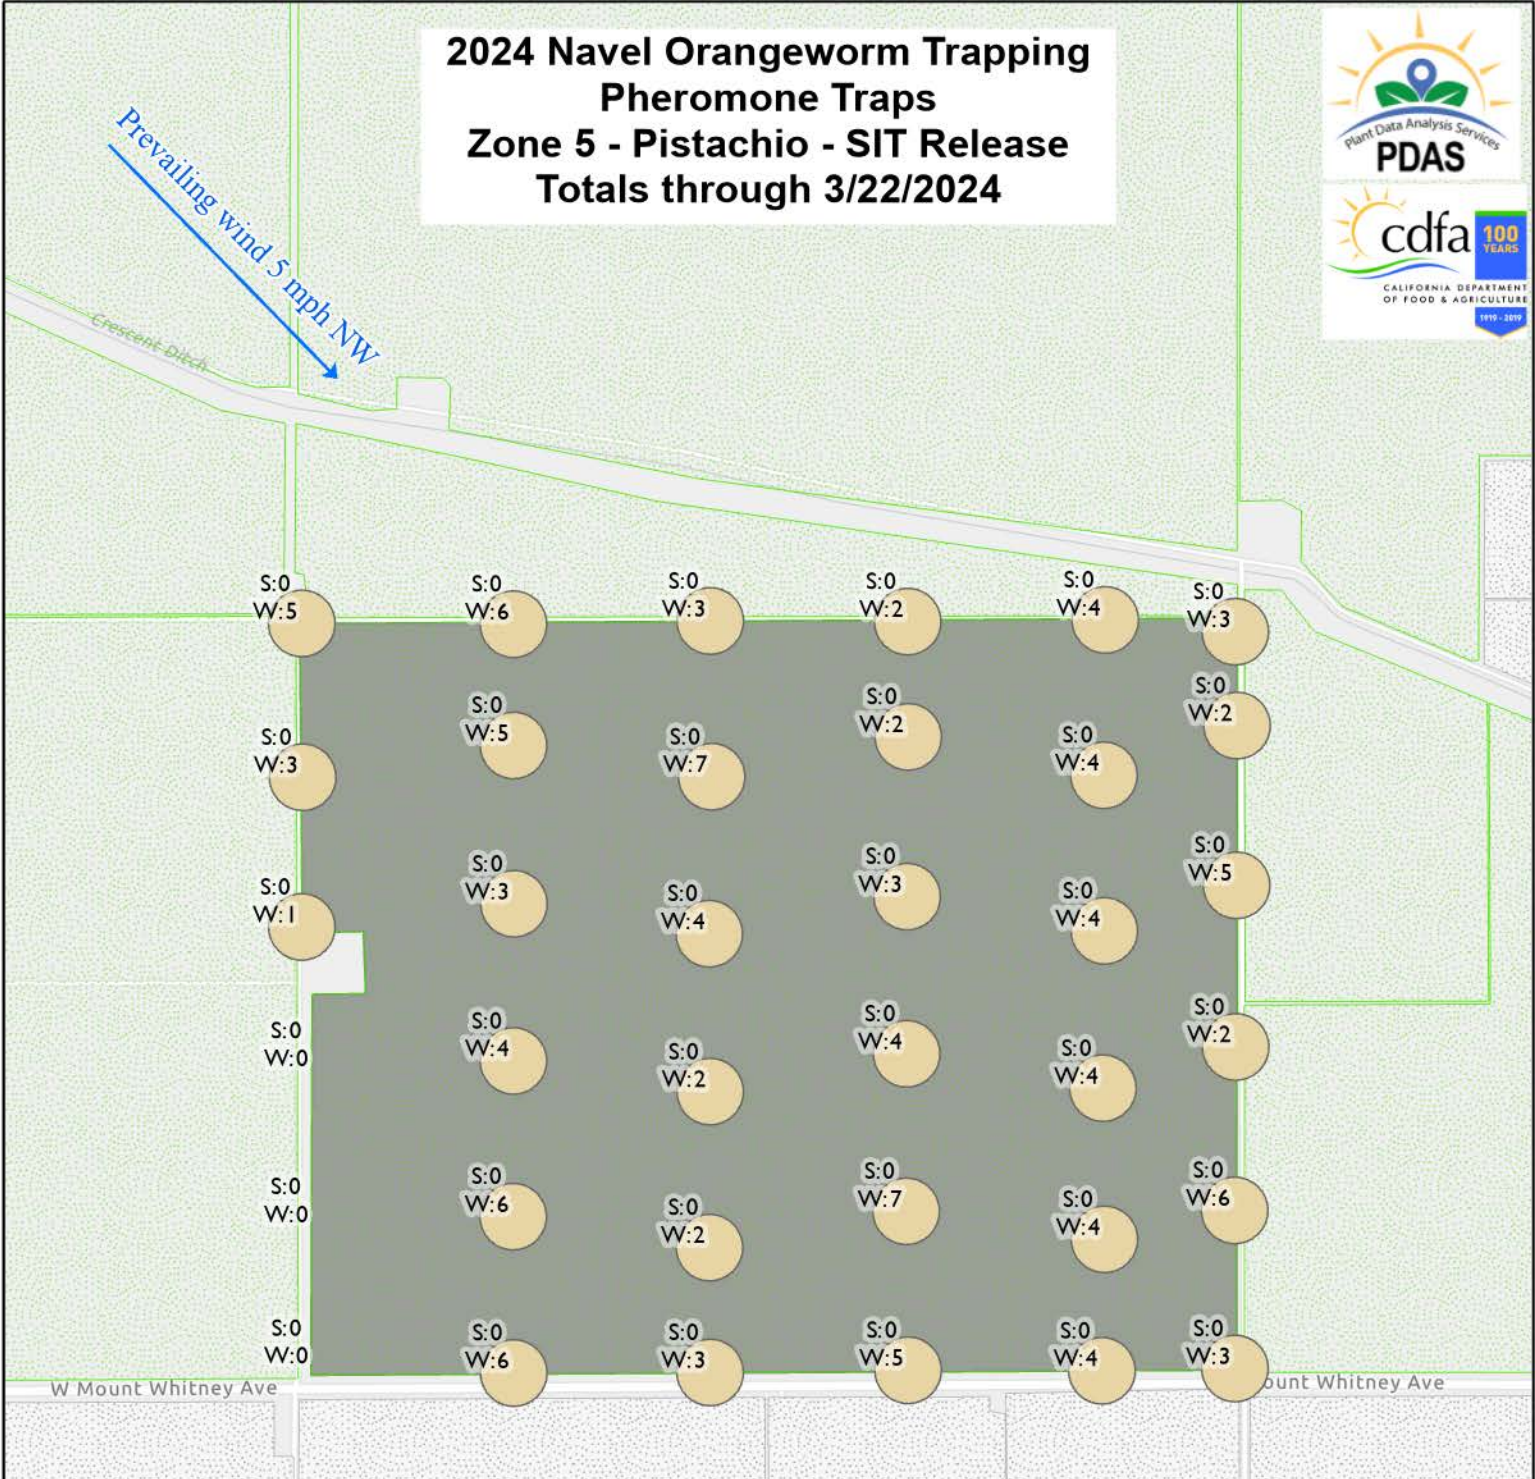 2024 Navel Orangeworm Trapping
Pheromone Traps
Zone 5 - Pistachio - SIT Release
Totals through 3/22/2024
Plant Data Analysis Services
PDAS
cdfa
100
YEARS
CALIFORNIA DEPARTMENT
OF FOOD & AGRICULTURE
1919 - 2019
Prevailing wind 5 mph NW
Crescent Ditch
S:0
W:5
S:0
W:6
S:0
W:3
S:0
W:2
S:0
W:4
S:0
W:3
S:0
W:3
S:0
W:5
S:0
W:7
S:0
W:2
S:0
W:4
S:0
W:2
S:0
W:1
S:0
W:3
S:0
W:4
S:0
W:3
S:0
W:4
S:0
W:5
S:0
W:0
S:0
W:4
S:0
W:2
S:0
W:4
S:0
W:4
S:0
W:2
S:0
W:0
S:0
W:6
S:0
W:2
S:0
W:7
S:0
W:4
S:0
W:6
S:0
W:0
S:0
W:6
S:0
W:3
S:0
W:5
S:0
W:4
S:0
W:3
W Mount Whitney Ave
ount Whitney Ave